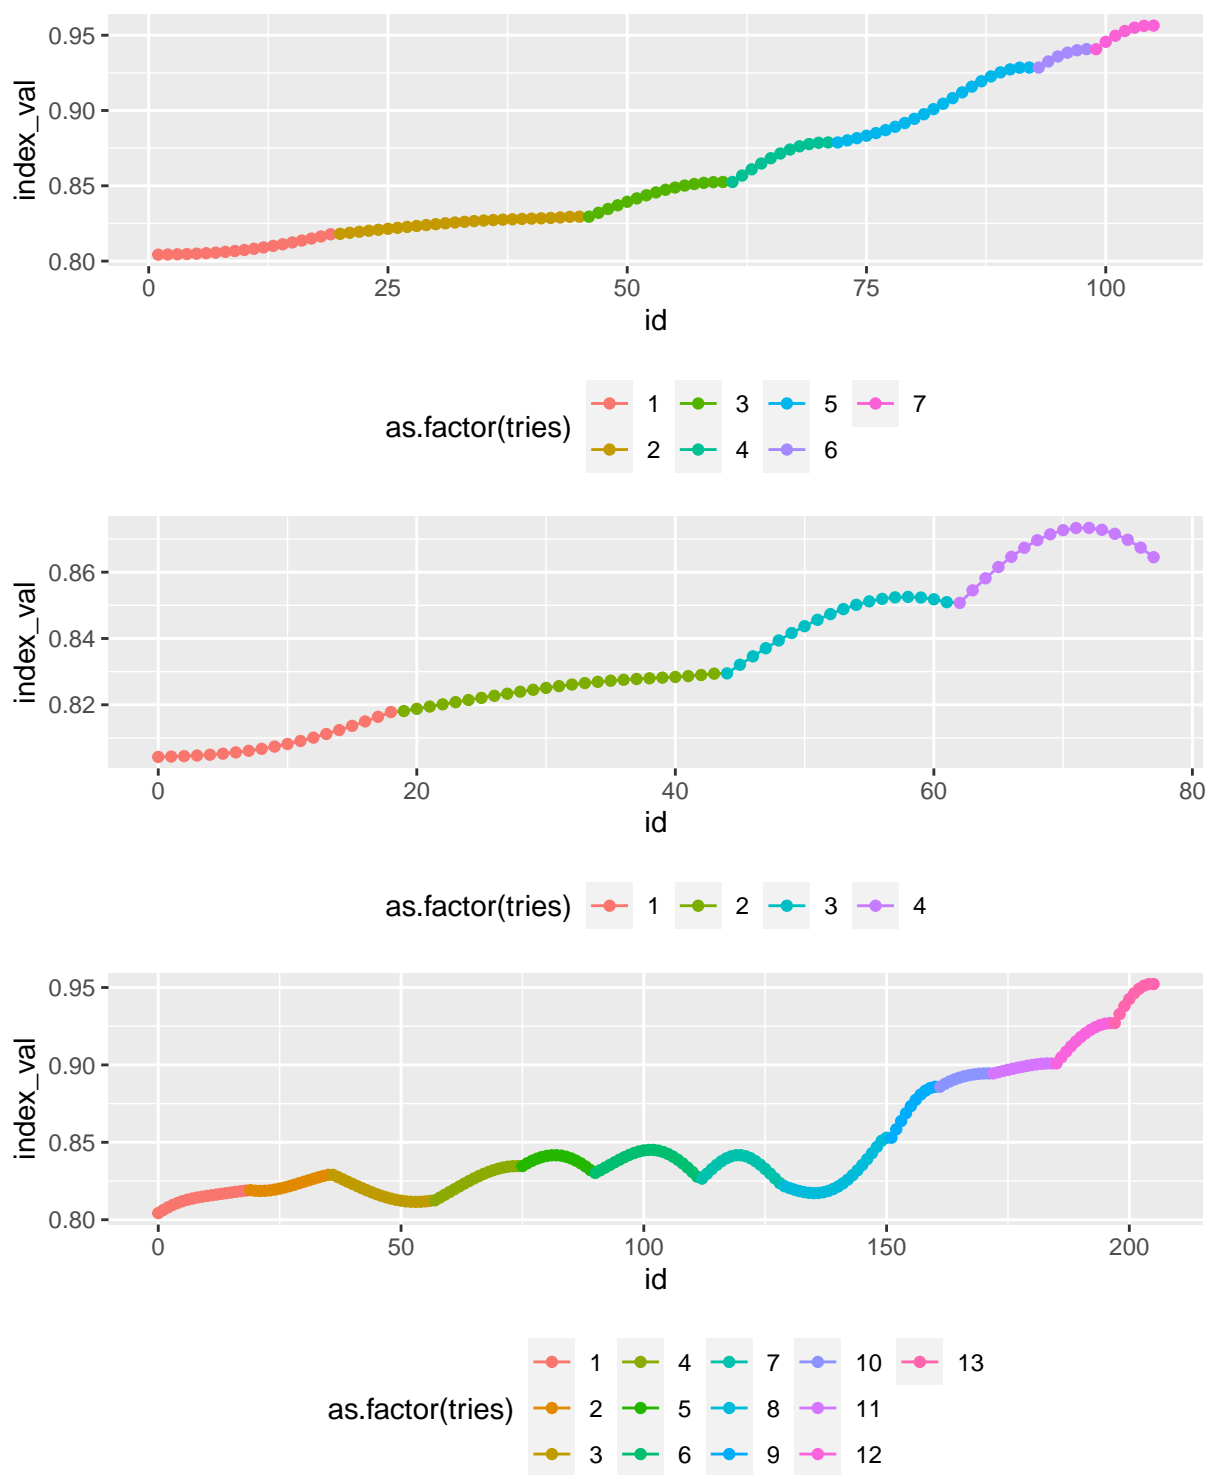 0.95
0.90
0.85
0.80
index_val
0 25 50 75 100
id
as.factor(tries) 1 3 5 7
2 4 6
0.86
0.84
0.82
index_val
0 20 40 60 80
id
as.factor(tries) 1 2 3 4
0.95
0.90
0.85
0.80
index_val
0 50 100 150 200
id
1 4 7 10 13
as.factor(tries) 2 5 8 11
3 6 9 12